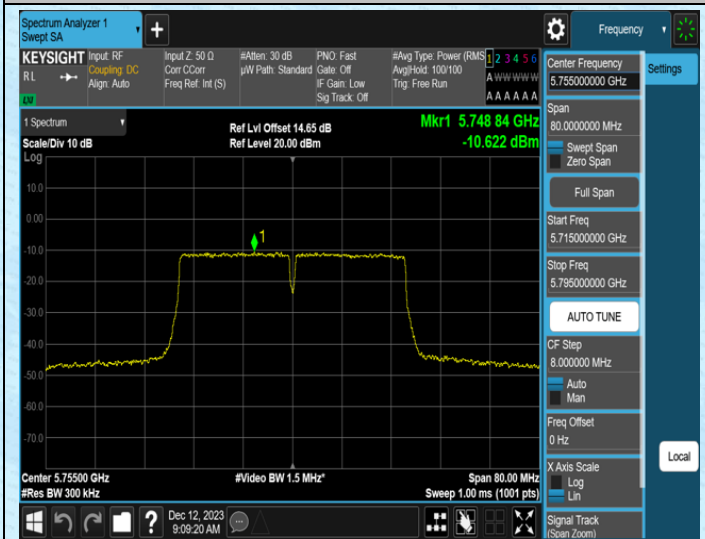 Spectrum Analyzer 1
Swept SA
Frequency
KEYSIGHT
RL
Input: RF
Coupling: DC
Align: Auto
Input Z: 50 Ω
Corr CCorr
Freq Ref: Int (S)
#Atten: 30 dB
µW Path: Standard
PNO: Fast
Gate: Off
IF Gain: Low
Sig Track: Off
#Avg Type: Power (RMS
Avg|Hold: 100/100
Trig: Free Run
1 2 3 4 5 6
A W W W W W
A A A A A A
LXI
1 Spectrum
Scale/Div 10 dB
Log
Ref Lvl Offset 14.65 dB
Ref Level 20.00 dBm
Mkr1 5.748 84 GHz
-10.622 dBm
10.0
0.00
-10.0
-20.0
-30.0
-40.0
-50.0
-60.0
-70.0
1
Center 5.75500 GHz
#Res BW 300 kHz
#Video BW 1.5 MHz*
Span 80.00 MHz
Sweep 1.00 ms (1001 pts)
Dec 12, 2023
9:09:20 AM
Center Frequency
5.755000000 GHz
Settings
Span
80.0000000 MHz
Swept Span
Zero Span
Full Span
Start Freq
5.715000000 GHz
Stop Freq
5.795000000 GHz
AUTO TUNE
CF Step
8.000000 MHz
Auto
Man
Freq Offset
0 Hz
X Axis Scale
Log
Lin
Local
Signal Track
(Span Zoom)